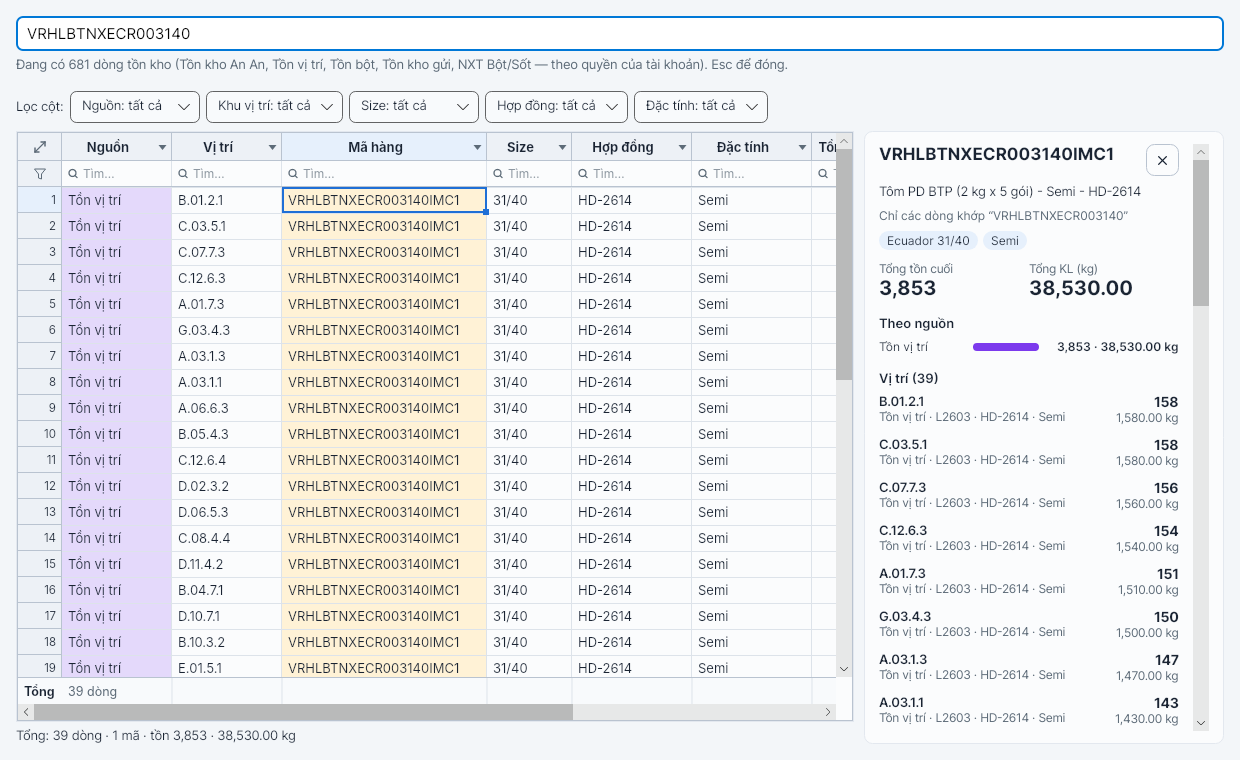 VRHLBTNXECR003140
Đang có 681 dòng tồn kho (Tồn kho An An, Tồn vị trí, Tồn bột, Tồn kho gửi, NXT Bột/Sốt — theo quyền của tài khoản). Esc để đóng.
Lọc cột: Nguồn: tất cả Khu vị trí: tất cả Size: tất cả Hợp đồng: tất cả Đặc tính: tất cả
Nguồn Vị trí Mã hàng Size Hợp đồng Đặc tính Tồn
Tìm... Tìm... Tìm... Tìm... Tìm... Tìm... T
1 Tồn vị trí B.01.2.1 VRHLBTNXECR003140IMC1 31/40 HD-2614 Semi
2 Tồn vị trí C.03.5.1 VRHLBTNXECR003140IMC1 31/40 HD-2614 Semi
3 Tồn vị trí C.07.7.3 VRHLBTNXECR003140IMC1 31/40 HD-2614 Semi
4 Tồn vị trí C.12.6.3 VRHLBTNXECR003140IMC1 31/40 HD-2614 Semi
5 Tồn vị trí A.01.7.3 VRHLBTNXECR003140IMC1 31/40 HD-2614 Semi
6 Tồn vị trí G.03.4.3 VRHLBTNXECR003140IMC1 31/40 HD-2614 Semi
7 Tồn vị trí A.03.1.3 VRHLBTNXECR003140IMC1 31/40 HD-2614 Semi
8 Tồn vị trí A.03.1.1 VRHLBTNXECR003140IMC1 31/40 HD-2614 Semi
9 Tồn vị trí A.06.6.3 VRHLBTNXECR003140IMC1 31/40 HD-2614 Semi
10 Tồn vị trí B.05.4.3 VRHLBTNXECR003140IMC1 31/40 HD-2614 Semi
11 Tồn vị trí C.12.6.4 VRHLBTNXECR003140IMC1 31/40 HD-2614 Semi
12 Tồn vị trí D.02.3.2 VRHLBTNXECR003140IMC1 31/40 HD-2614 Semi
13 Tồn vị trí D.06.5.3 VRHLBTNXECR003140IMC1 31/40 HD-2614 Semi
14 Tồn vị trí C.08.4.4 VRHLBTNXECR003140IMC1 31/40 HD-2614 Semi
15 Tồn vị trí D.11.4.2 VRHLBTNXECR003140IMC1 31/40 HD-2614 Semi
16 Tồn vị trí B.04.7.1 VRHLBTNXECR003140IMC1 31/40 HD-2614 Semi
17 Tồn vị trí D.10.7.1 VRHLBTNXECR003140IMC1 31/40 HD-2614 Semi
18 Tồn vị trí B.10.3.2 VRHLBTNXECR003140IMC1 31/40 HD-2614 Semi
19 Tồn vị trí E.01.5.1 VRHLBTNXECR003140IMC1 31/40 HD-2614 Semi
Tổng 39 dòng
Tổng: 39 dòng · 1 mã · tồn 3,853 · 38,530.00 kg
VRHLBTNXECR003140IMC1
Tôm PD BTP (2 kg x 5 gói) - Semi - HD-2614
Chỉ các dòng khớp “VRHLBTNXECR003140”
Ecuador 31/40 Semi
Tổng tồn cuối Tổng KL (kg)
3,853 38,530.00
Theo nguồn
Tồn vị trí 3,853 · 38,530.00 kg
Vị trí (39)
B.01.2.1 158
Tồn vị trí · L2603 · HD-2614 · Semi 1,580.00 kg
C.03.5.1 158
Tồn vị trí · L2603 · HD-2614 · Semi 1,580.00 kg
C.07.7.3 156
Tồn vị trí · L2603 · HD-2614 · Semi 1,560.00 kg
C.12.6.3 154
Tồn vị trí · L2603 · HD-2614 · Semi 1,540.00 kg
A.01.7.3 151
Tồn vị trí · L2603 · HD-2614 · Semi 1,510.00 kg
G.03.4.3 150
Tồn vị trí · L2603 · HD-2614 · Semi 1,500.00 kg
A.03.1.3 147
Tồn vị trí · L2603 · HD-2614 · Semi 1,470.00 kg
A.03.1.1 143
Tồn vị trí · L2603 · HD-2614 · Semi 1,430.00 kg